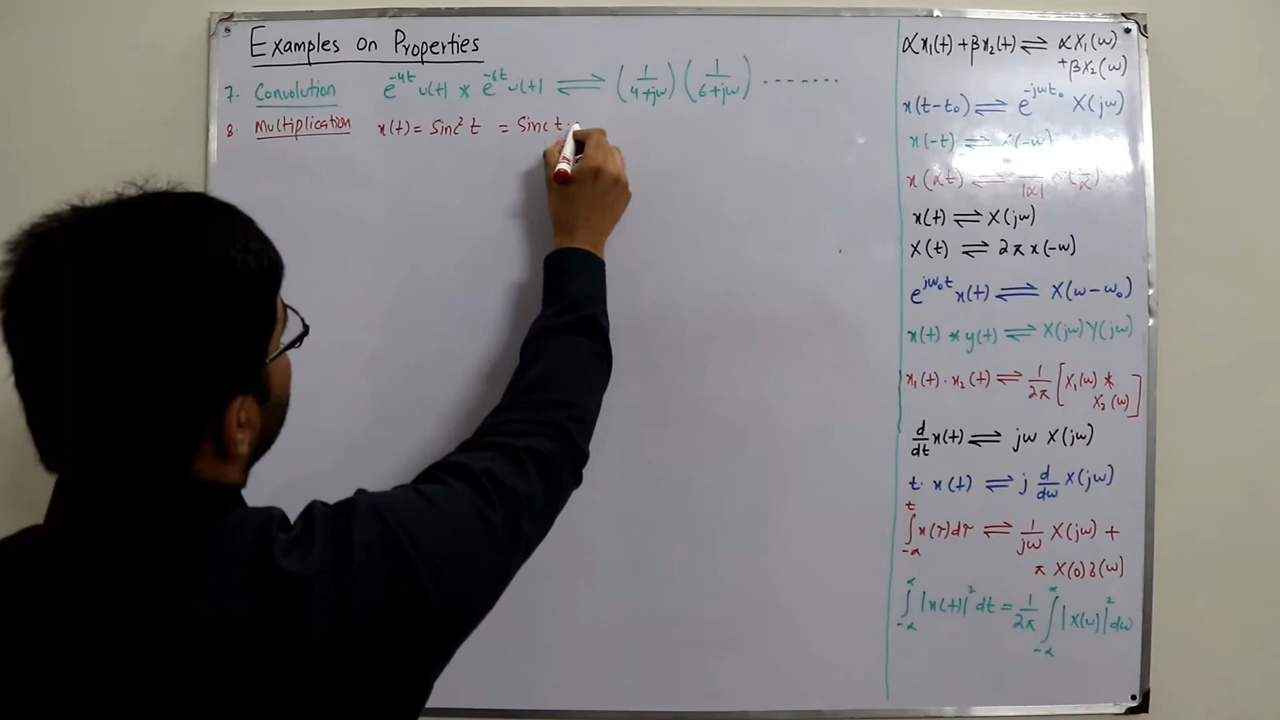 Examples on Properties
7. Convolution e^{-4t} u(t) * e^{-6t} u(t) ⇌ (1/(4+jω)) (1/(6+jω)) .......
8. Multiplication x(t) = Sinc² t = Sinc t .
αx₁(t) + βx₂(t) ⇌ αX₁(ω)
+βX₂(ω)
x(t-t₀) ⇌ e^{-jωt₀} X(jω)
x(-t) ⇌ X(-ω)
x(αt) ⇌ 1/|α| X(ω/α)
x(t) ⇌ X(jω)
X(t) ⇌ 2π x(-ω)
e^{jω₀t} x(t) ⇌ X(ω-ω₀)
x(t) * y(t) ⇌ X(jω) Y(jω)
x₁(t) . x₂(t) ⇌ 1/2π [X₁(ω) *
X₂(ω)]
d/dt x(t) ⇌ jω X(jω)
t. x(t) ⇌ j d/dω X(jω)
∫_{-∞}^{t} x(τ)dτ ⇌ 1/jω X(jω) +
π X(0) δ(ω)
∫_{-∞}^{∞} |x(t)|² dt = 1/2π ∫_{-∞}^{∞} |X(ω)|² dω